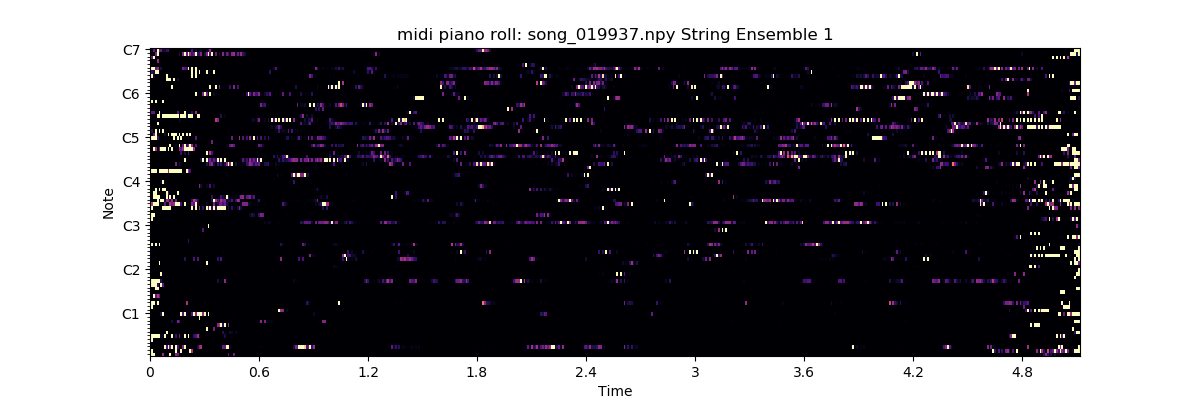 midi piano roll: song_019937.npy String Ensemble 1
C7
C6
C5
C4
C3
C2
C1
Note
0 0.6 1.2 1.8 2.4 3 3.6 4.2 4.8
Time